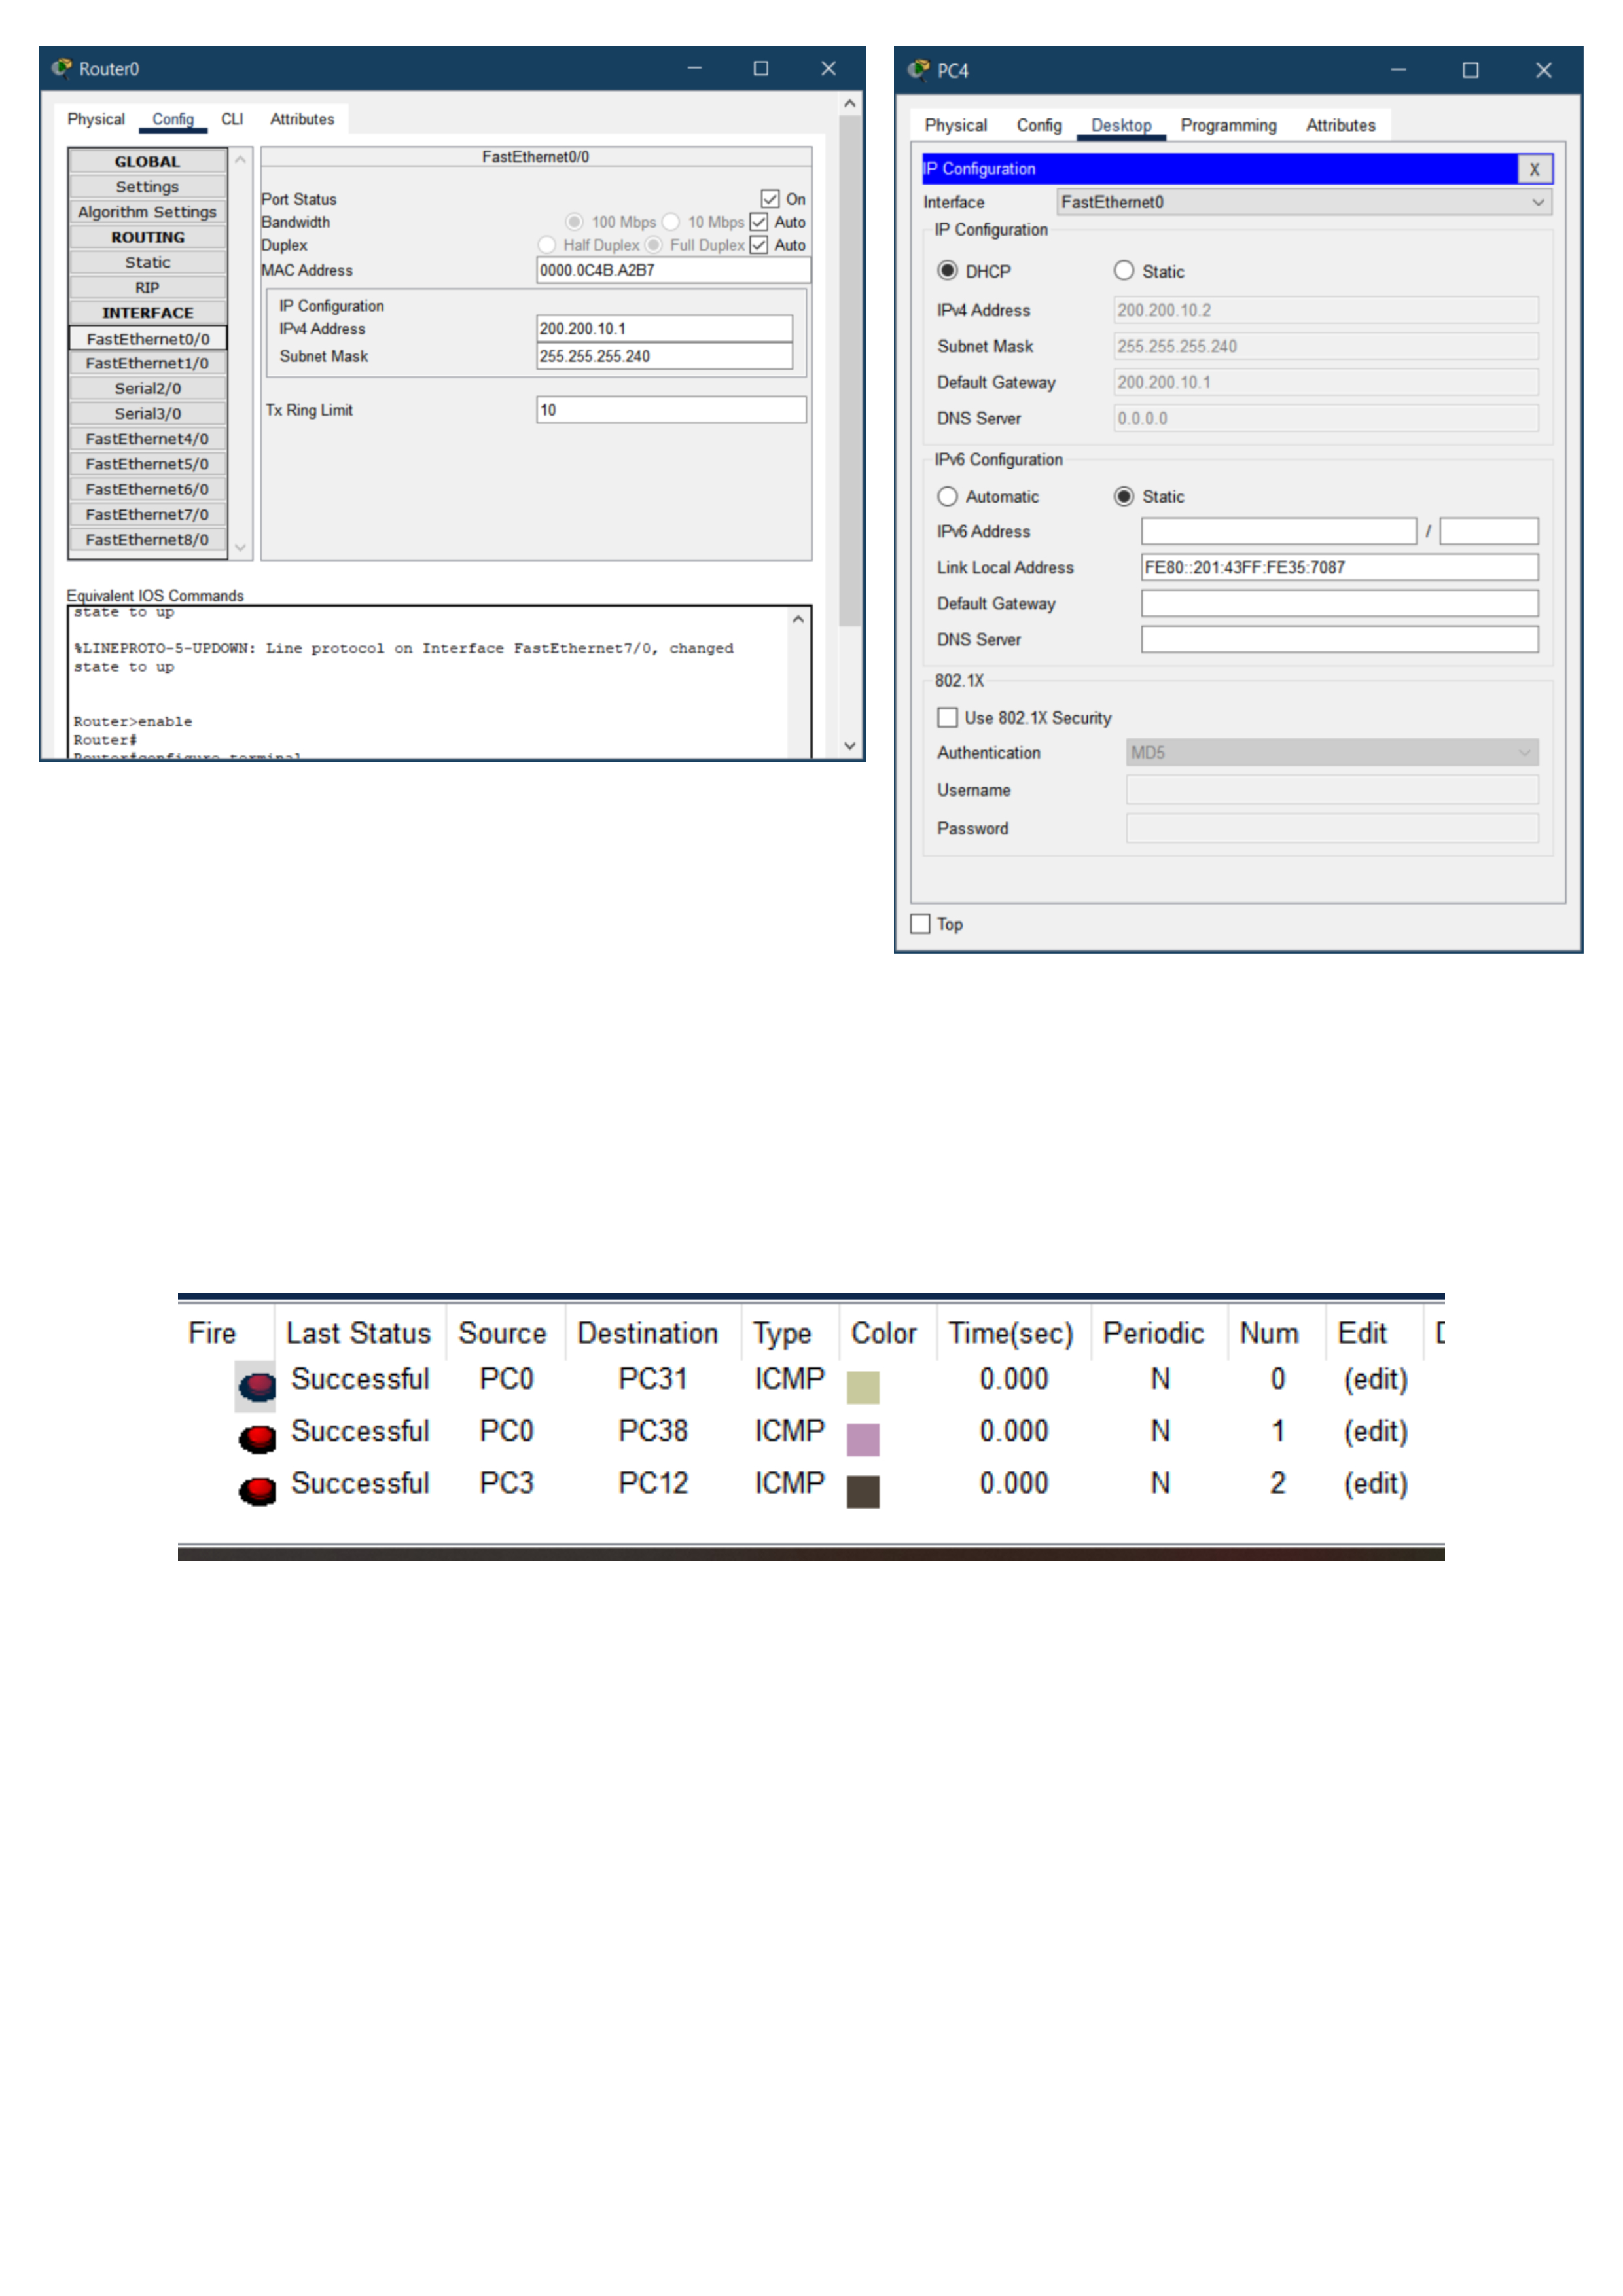 Router0
Physical Config CLI Attributes
GLOBAL
Settings
Algorithm Settings
ROUTING
Static
RIP
INTERFACE
FastEthernet0/0
FastEthernet1/0
Serial2/0
Serial3/0
FastEthernet4/0
FastEthernet5/0
FastEthernet6/0
FastEthernet7/0
FastEthernet8/0
FastEthernet0/0
Port Status On
Bandwidth 100 Mbps 10 Mbps Auto
Duplex Half Duplex Full Duplex Auto
MAC Address 0000.0C4B.A2B7
IP Configuration
IPv4 Address 200.200.10.1
Subnet Mask 255.255.255.240
Tx Ring Limit 10
Equivalent IOS Commands
state to up
%LINEPROTO-5-UPDOWN: Line protocol on Interface FastEthernet7/0, changed
state to up
Router>enable
Router#
Router#configure terminal
PC4
Physical Config Desktop Programming Attributes
IP Configuration X
Interface FastEthernet0
IP Configuration
DHCP Static
IPv4 Address 200.200.10.2
Subnet Mask 255.255.255.240
Default Gateway 200.200.10.1
DNS Server 0.0.0.0
IPv6 Configuration
Automatic Static
IPv6 Address /
Link Local Address FE80::201:43FF:FE35:7087
Default Gateway
DNS Server
802.1X
Use 802.1X Security
Authentication MD5
Username
Password
Top
Fire Last Status Source Destination Type Color Time(sec) Periodic Num Edit
Successful PC0 PC31 ICMP 0.000 N 0 (edit)
Successful PC0 PC38 ICMP 0.000 N 1 (edit)
Successful PC3 PC12 ICMP 0.000 N 2 (edit)